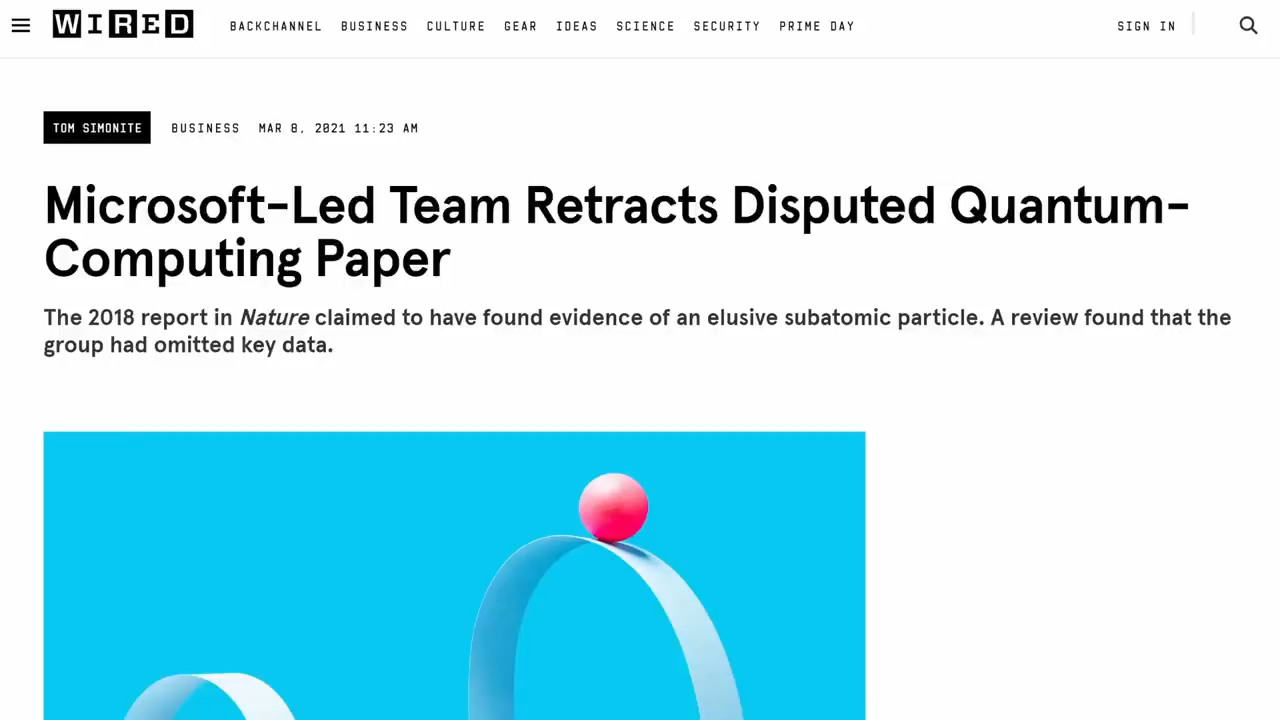 WIRED
BACKCHANNEL BUSINESS CULTURE GEAR IDEAS SCIENCE SECURITY PRIME DAY
SIGN IN
TOM SIMONITE BUSINESS MAR 8, 2021 11:23 AM
Microsoft-Led Team Retracts Disputed Quantum-
Computing Paper
The 2018 report in Nature claimed to have found evidence of an elusive subatomic particle. A review found that the
group had omitted key data.